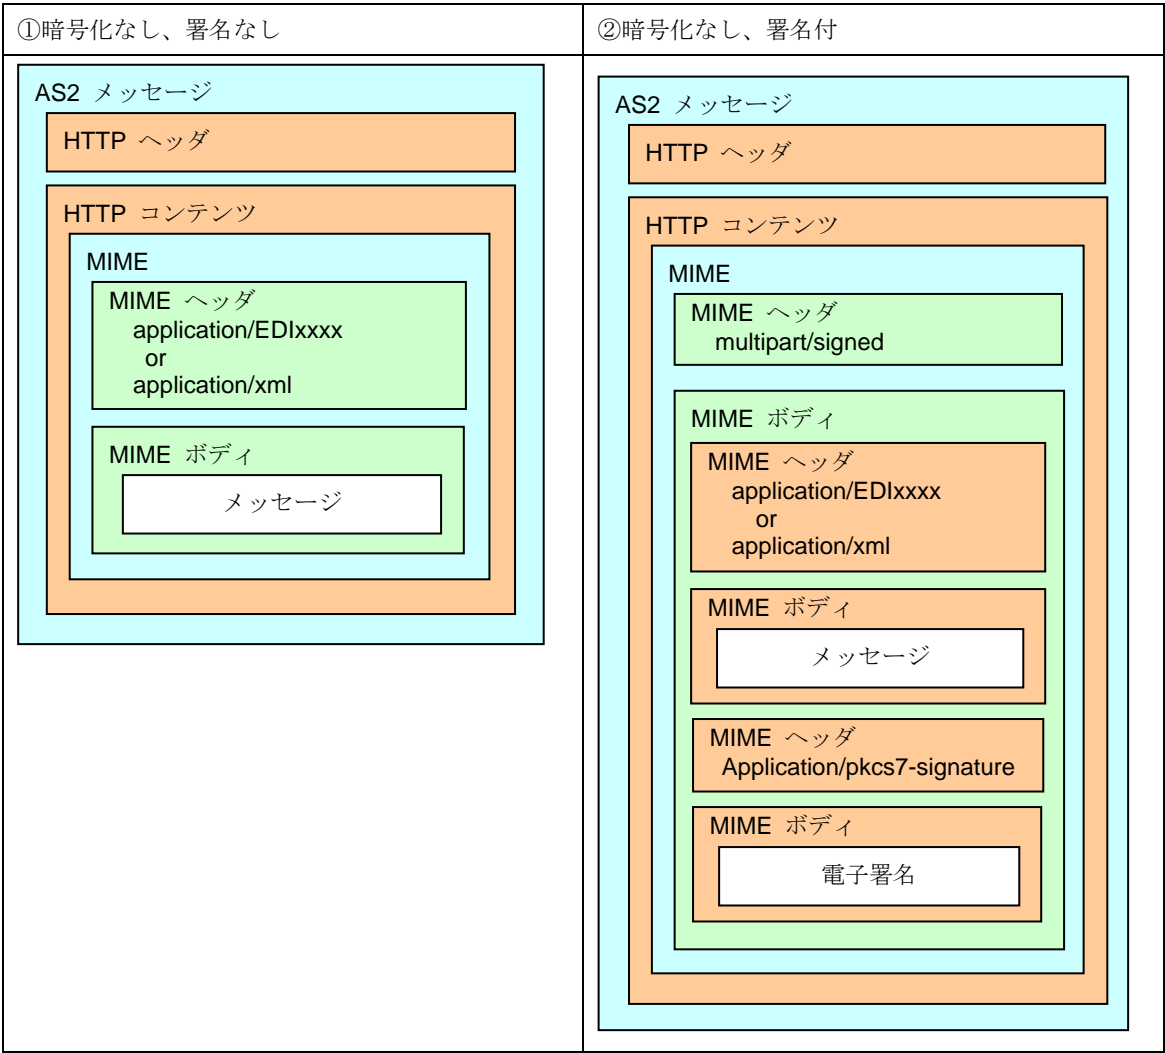 ①暗号化なし、署名なし
AS2 メッセージ
HTTP ヘッダ
HTTP コンテンツ
MIME
MIME ヘッダ
application/EDIxxxx
or
application/xml
MIME ボディ
メッセージ
②暗号化なし、署名付
AS2 メッセージ
HTTP ヘッダ
HTTP コンテンツ
MIME
MIME ヘッダ
multipart/signed
MIME ボディ
MIME ヘッダ
application/EDIxxxx
or
application/xml
MIME ボディ
メッセージ
MIME ヘッダ
Application/pkcs7-signature
MIME ボディ
電子署名